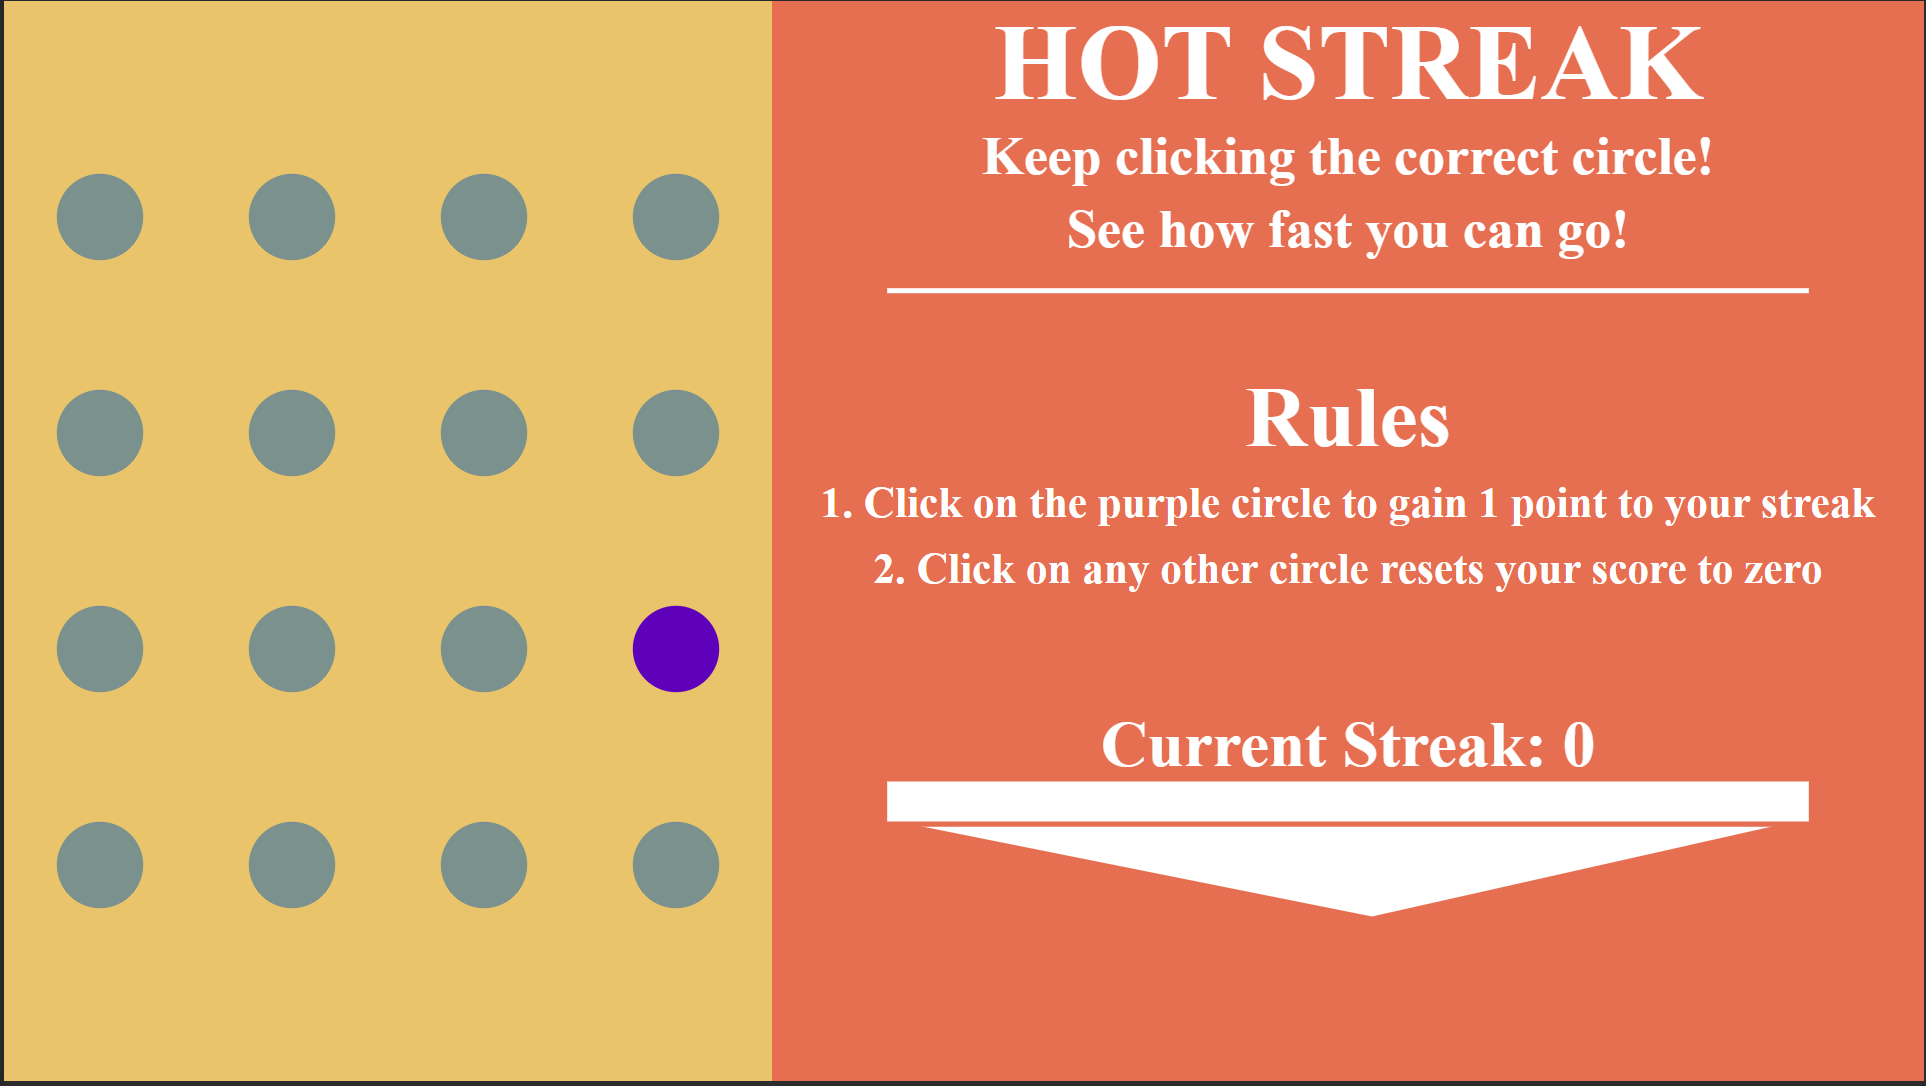 HOT STREAK
Keep clicking the correct circle!
See how fast you can go!
Rules
1. Click on the purple circle to gain 1 point to your streak
2. Click on any other circle resets your score to zero
Current Streak: 0